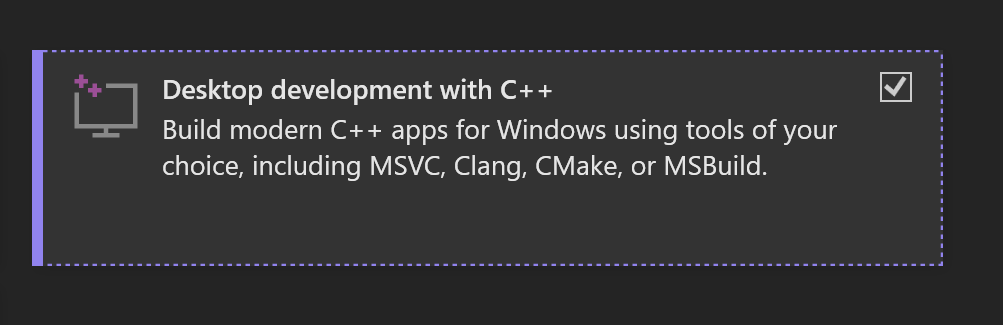 Desktop development with C++
Build modern C++ apps for Windows using tools of your
choice, including MSVC, Clang, CMake, or MSBuild.